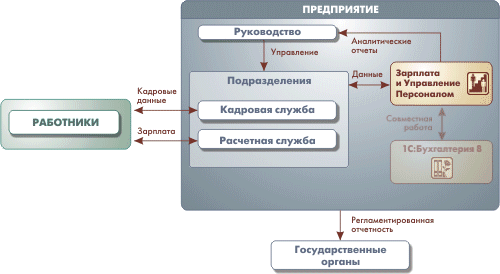 ПРЕДПРИЯТИЕ
Руководство
Аналитические
отчеты
Управление
Подразделения
Данные
Зарплата
и Управление
Персоналом
Кадровые
данные
Кадровая служба
РАБОТНИКИ
Зарплата
Расчетная служба
Совместная
работа
1С:Бухгалтерия 8
Регламентированная
отчетность
Государственные
органы